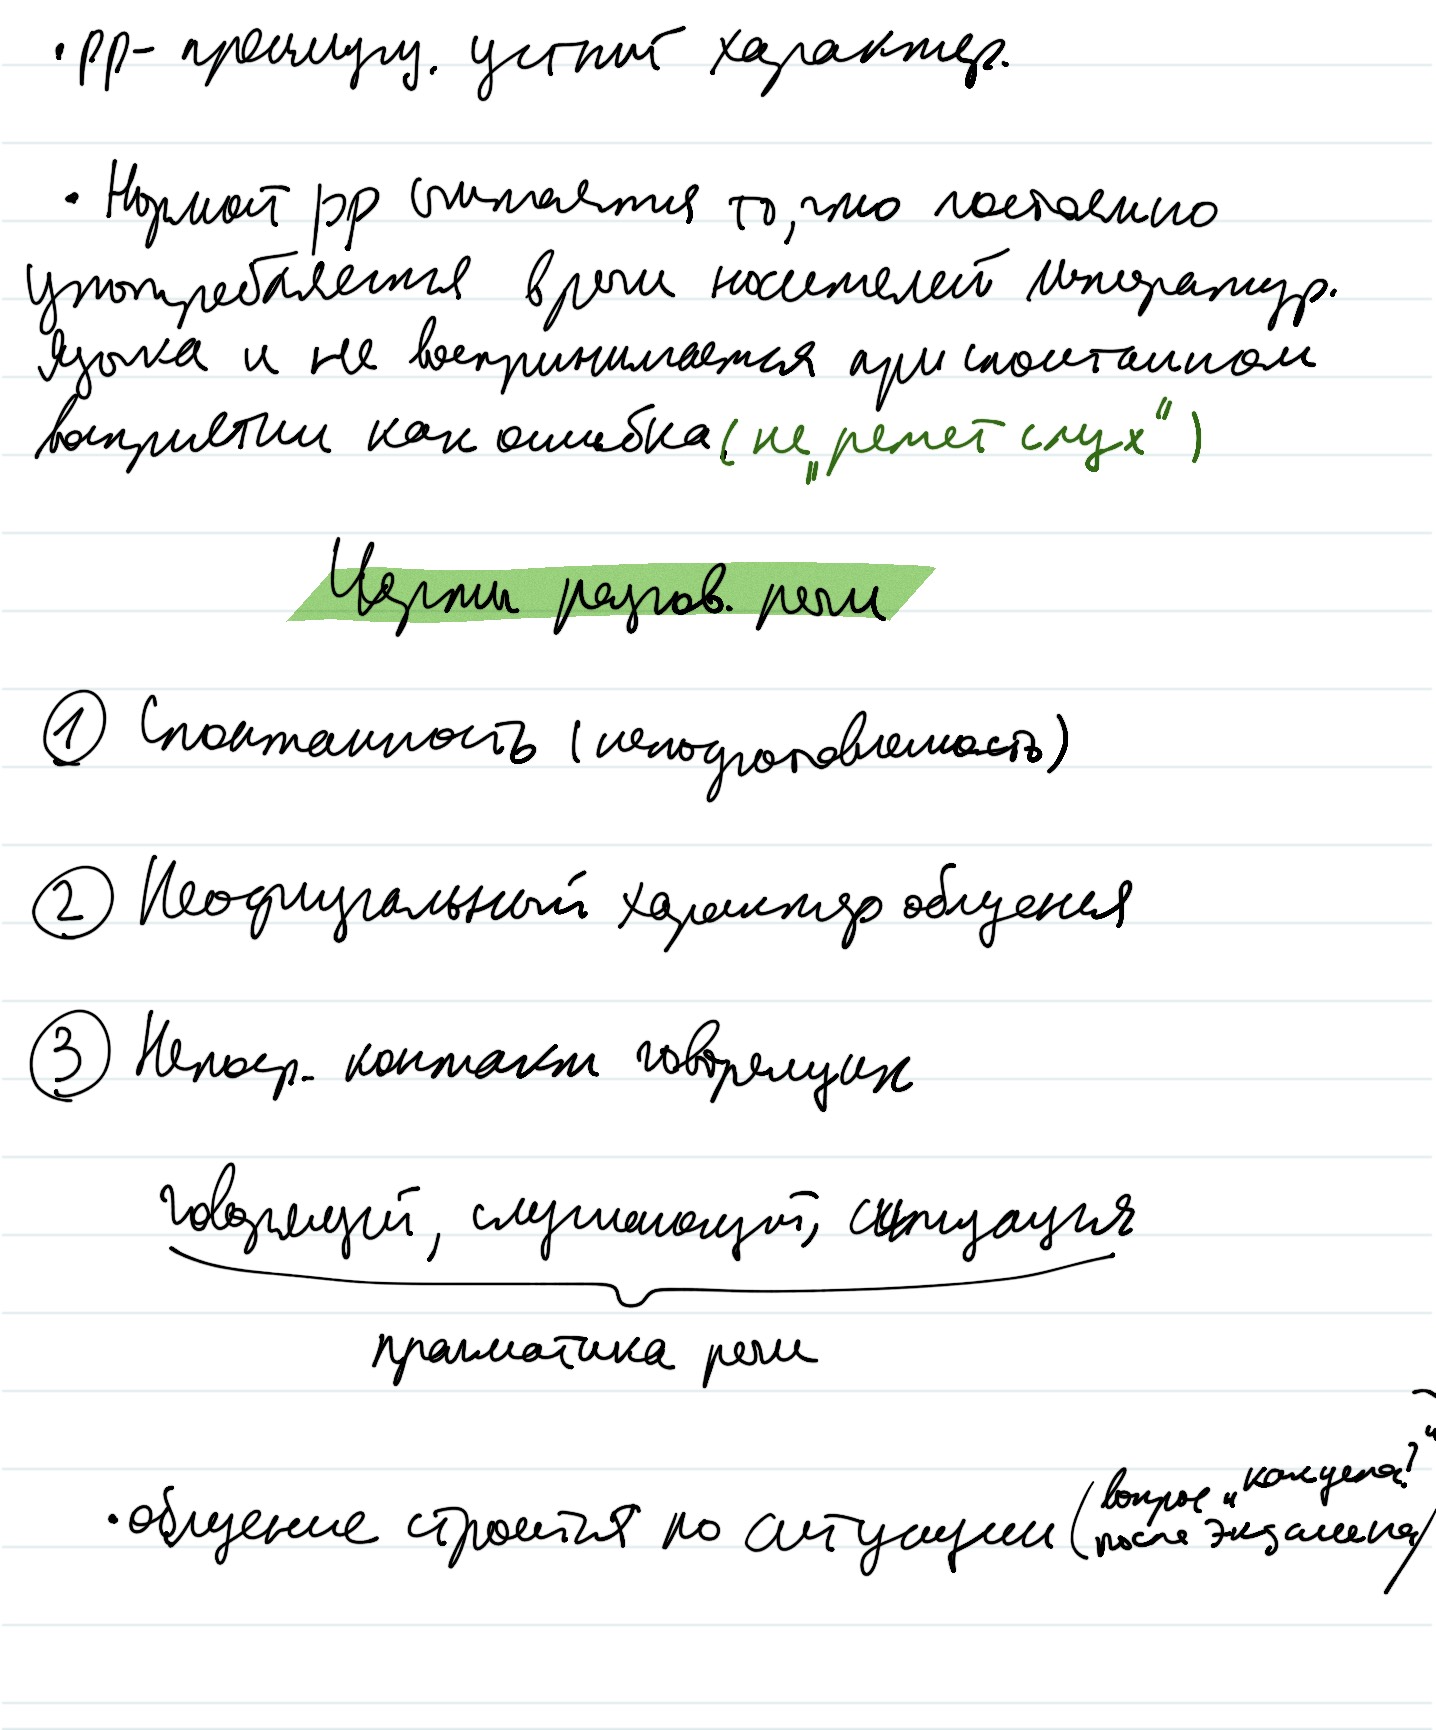 · РР - преимущ. устный характер.
· Нормой РР считается то, что постоянно
употребляется в речи носителей литератур.
языка и не воспринимается при спонтанном
восприятии как ошибка (не „режет слух“)
Черты разгов. речи
① Спонтанность (неподготовленность)
② Неофициальный характер общения
③ Непоср. контакт говорящих
говорящий, слушающий, ситуация
прагматика речи
· общение строится по ситуации (вопрос „какая цена?“
после экзамена)